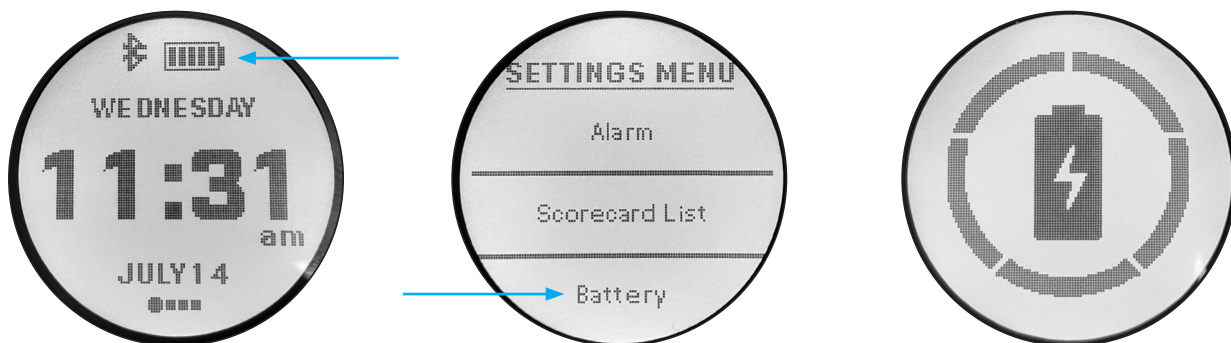 WEDNESDAY
11:31
am
JULY 14
SETTINGS MENU
Alarm
Scorecard List
Battery